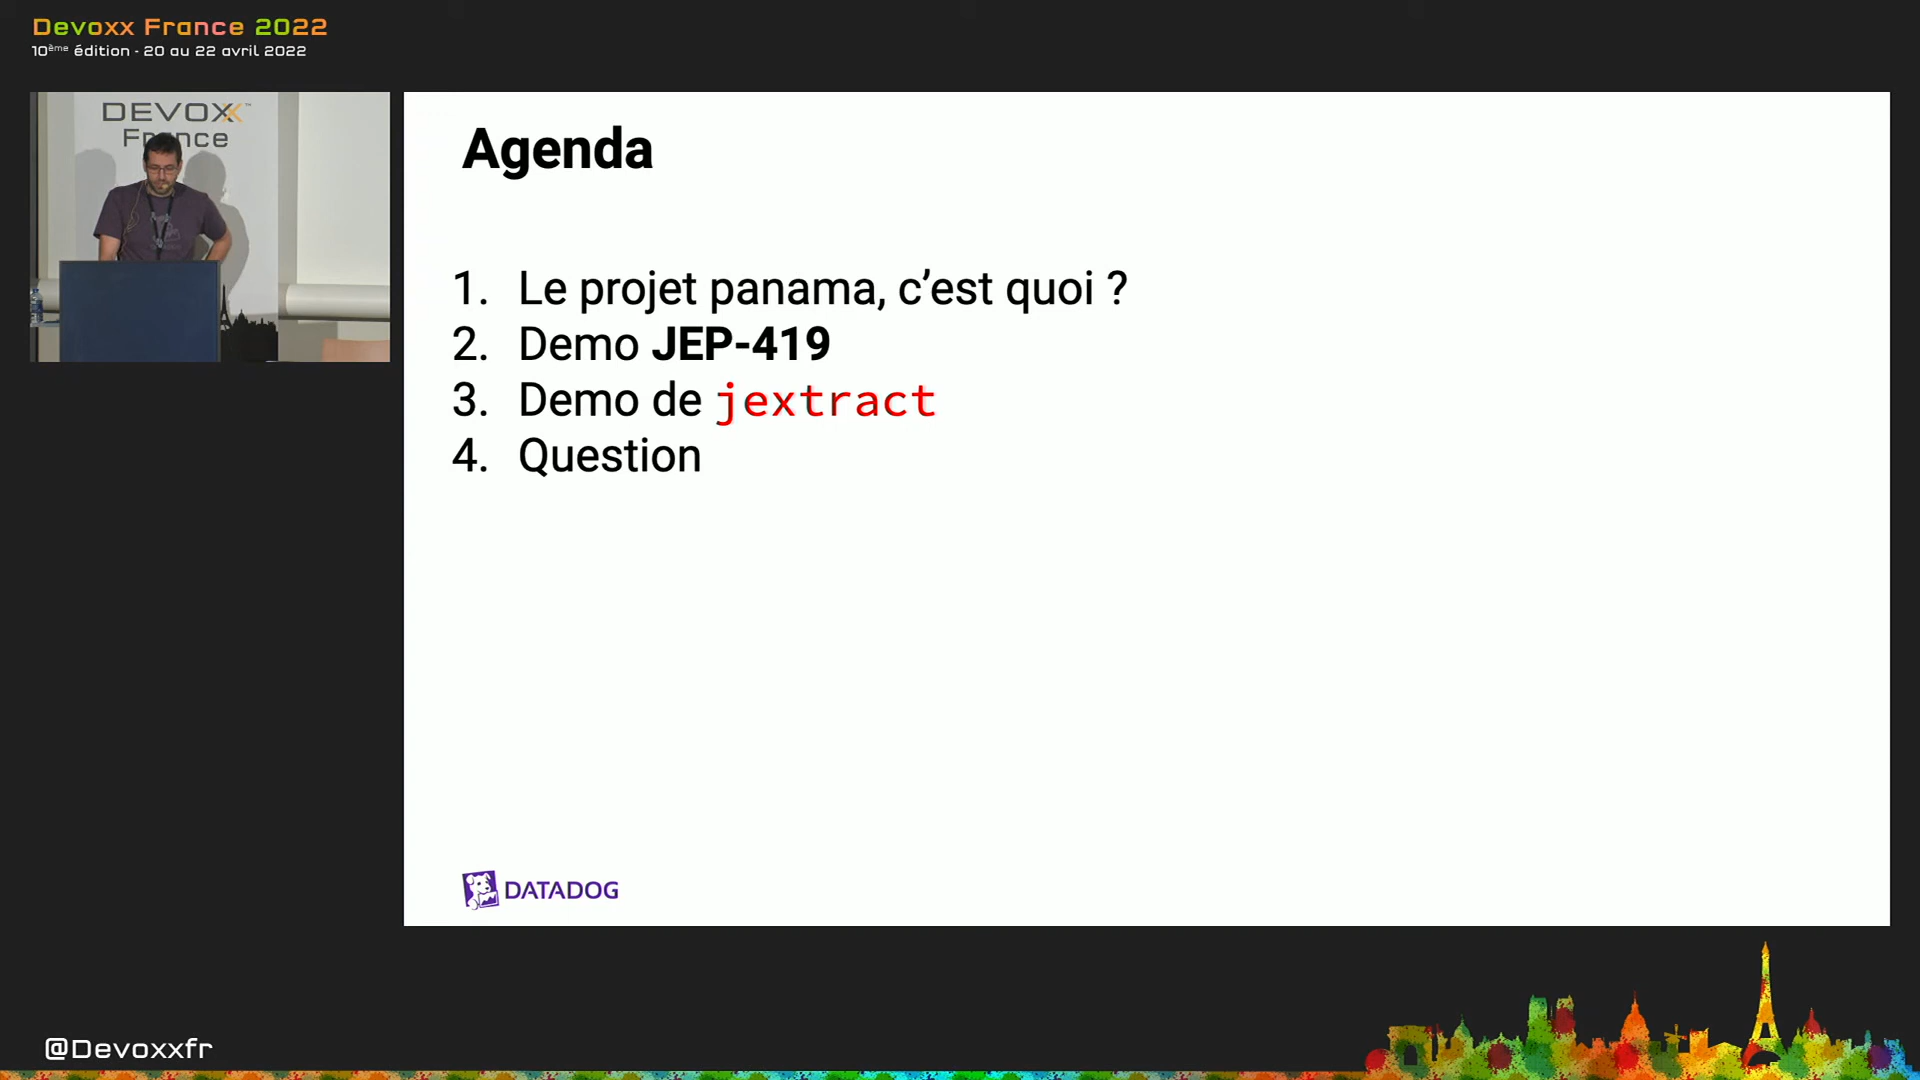 Devoxx France 2022
10ème édition - 20 au 22 avril 2022
DEVOXX™
France
Agenda
1. Le projet panama, c’est quoi ?
2. Demo JEP-419
3. Demo de jextract
4. Question
DATADOG
@Devoxxfr